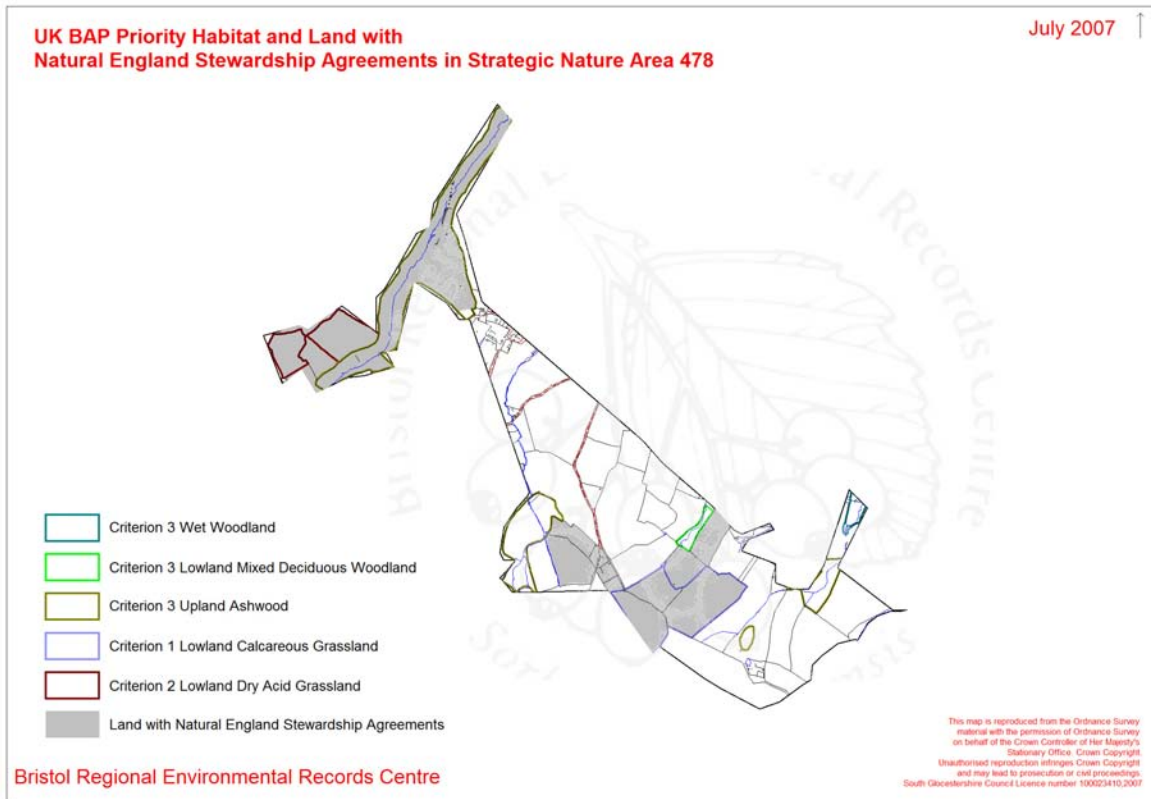 UK BAP Priority Habitat and Land with
Natural England Stewardship Agreements in Strategic Nature Area 478
July 2007
Criterion 3 Wet Woodland
Criterion 3 Lowland Mixed Deciduous Woodland
Criterion 3 Upland Ashwood
Criterion 1 Lowland Calcareous Grassland
Criterion 2 Lowland Dry Acid Grassland
Land with Natural England Stewardship Agreements
Bristol Regional Environmental Records Centre
This map is reproduced from the Ordnance Survey
material with the permission of Ordnance Survey
on behalf of the Crown Controller of Her Majesty's
Stationary Office. Crown Copyright.
Unauthorised reproduction infringes Crown Copyright
and may lead to prosecution or civil proceedings.
South Glocestershire Council Licence number 100023410,2007